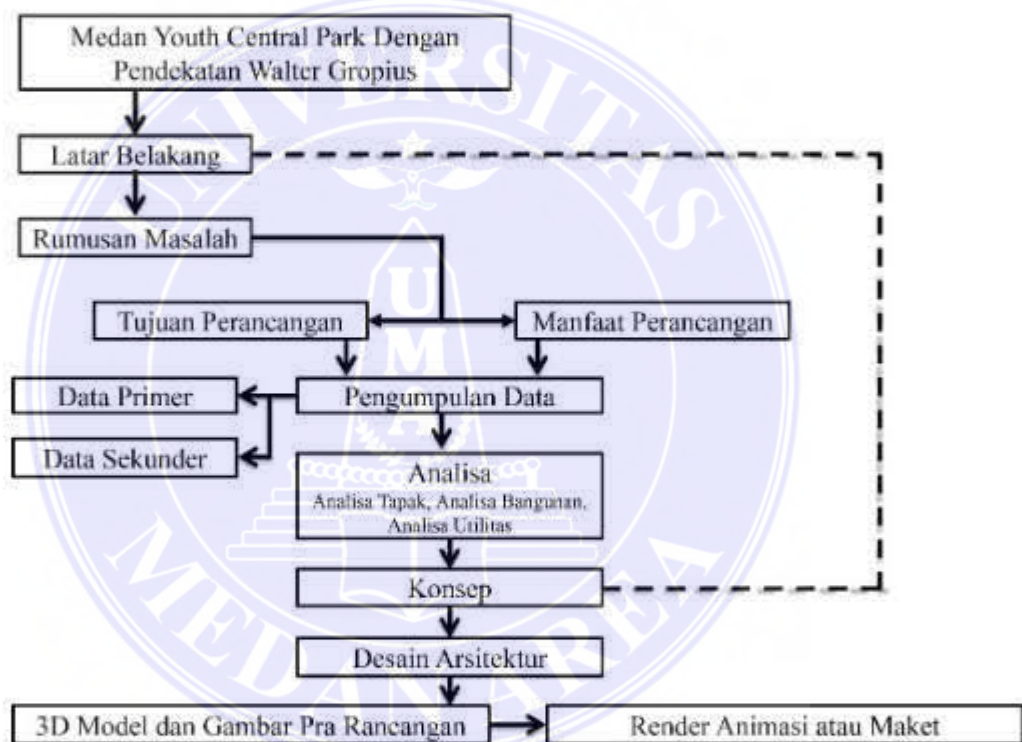 Medan Youth Central Park Dengan
Pendekatan Walter Gropius
Latar Belakang
Rumusan Masalah
Tujuan Perancangan
Manfaat Perancangan
Data Primer
Pengumpulan Data
Data Sekunder
Analisa
Analisa Tapak, Analisa Bangunan,
Analisa Utilitas
Konsep
Desain Arsitektur
3D Model dan Gambar Pra Rancangan
Render Animasi atau Maket
UNIVERSITAS
UMA
MEDAN AREA